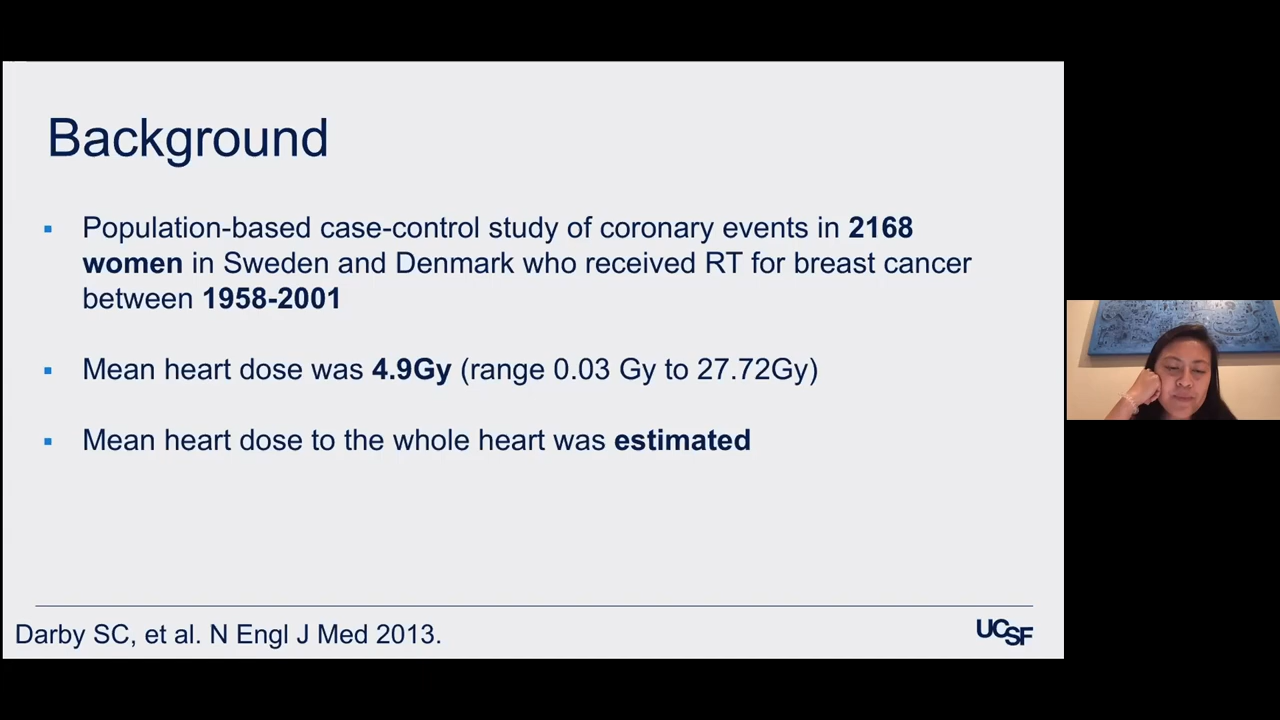 Background
▪ Population-based case-control study of coronary events in 2168
women in Sweden and Denmark who received RT for breast cancer
between 1958-2001
▪ Mean heart dose was 4.9Gy (range 0.03 Gy to 27.72Gy)
▪ Mean heart dose to the whole heart was estimated
Darby SC, et al. N Engl J Med 2013.
UCSF